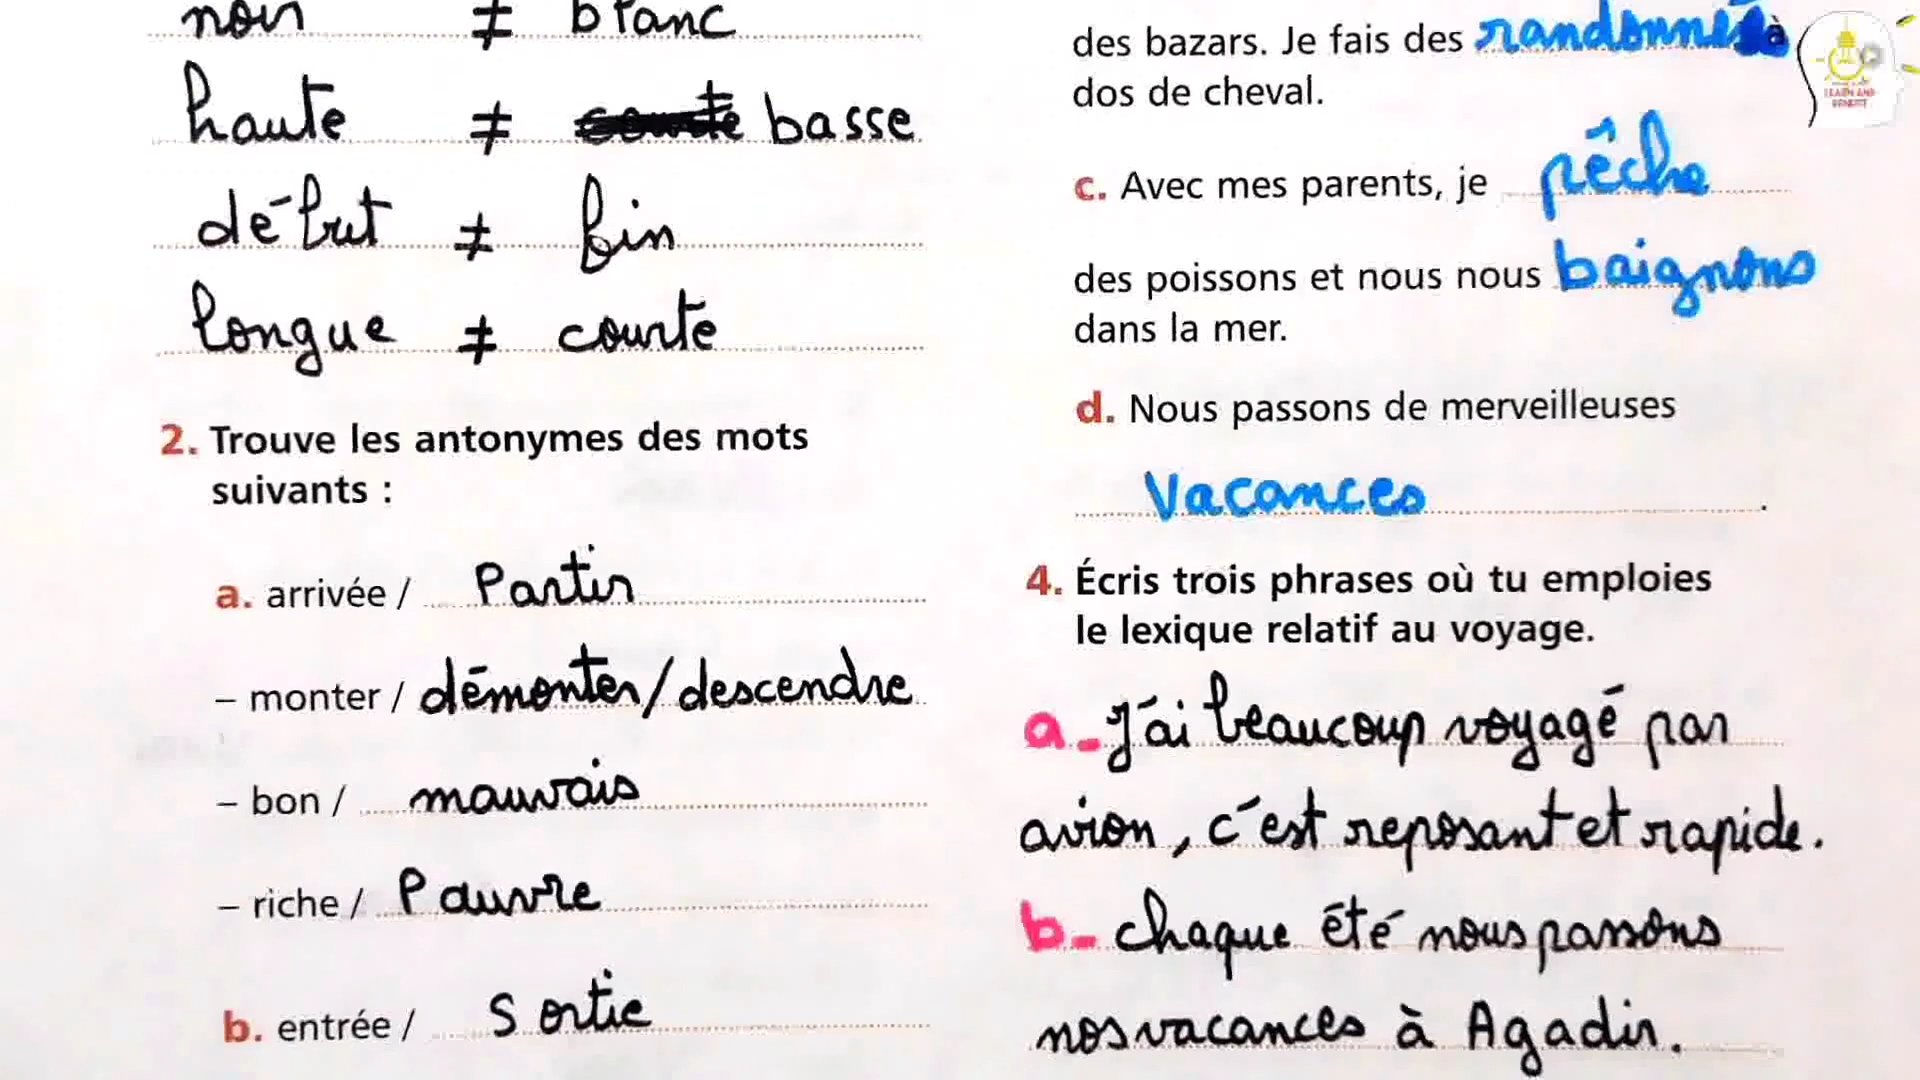 noir ≠ blanc
haute ≠ basse
début ≠ fin
longue ≠ courte
2. Trouve les antonymes des mots
suivants :
a. arrivée / Partir
– monter / démonter/descendre
– bon / mauvais
– riche / Pauvre
b. entrée / Sortie
des bazars. Je fais des à
dos de cheval.
c. Avec mes parents, je pêche
des poissons et nous nous baignons
dans la mer.
d. Nous passons de merveilleuses
Vacances.
4. Écris trois phrases où tu emploies
le lexique relatif au voyage.
a- J'ai beaucoup voyagé par
avion, c'est reposant et rapide.
b- chaque été nous passons
nos vacances à Agadir.
LEARN AND
BENEFIT